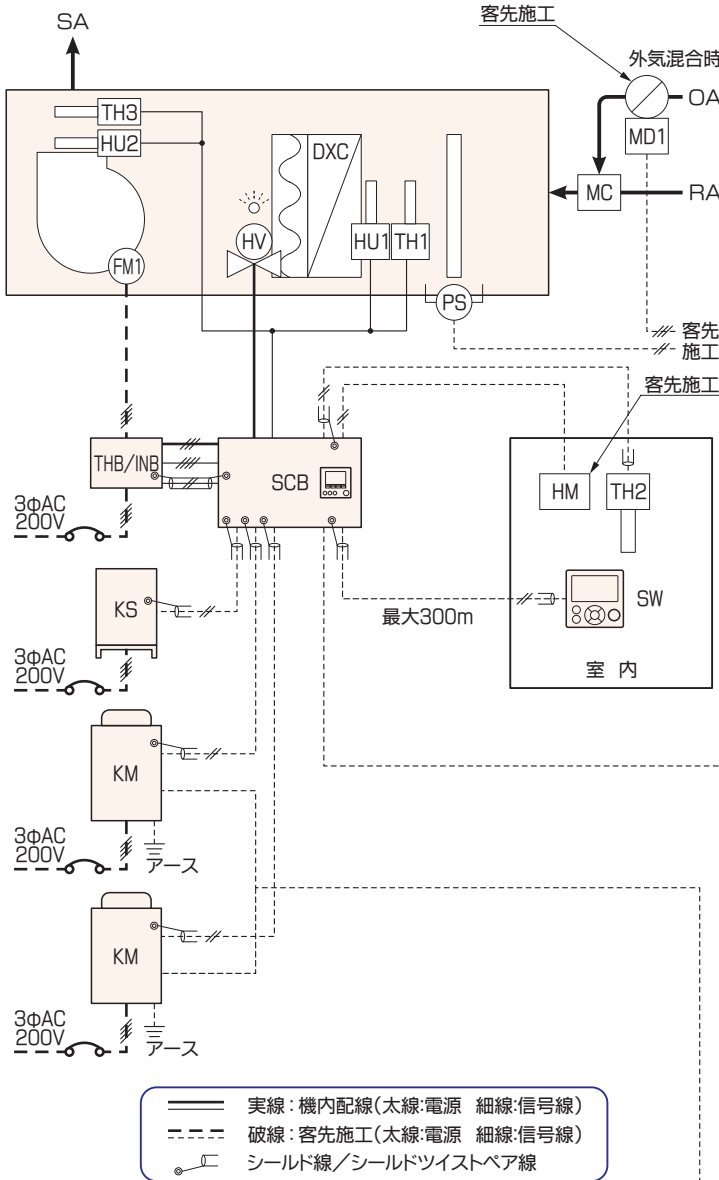 客先施工
SA
外気混合時
OA
TH3
HU2
DXC
MD1
MC
RA
HV
HU1
TH1
FM1
PS
客先
施工
客先施工
THB/INB
SCB
HM
TH2
3φAC
200V
最大300m
SW
KS
室内
3φAC
200V
KM
3φAC
200V
アース
KM
3φAC
200V
アース
実線:機内配線(太線:電源 細線:信号線)
破線:客先施工(太線:電源 細線:信号線)
シールド線/シールドツイストペア線